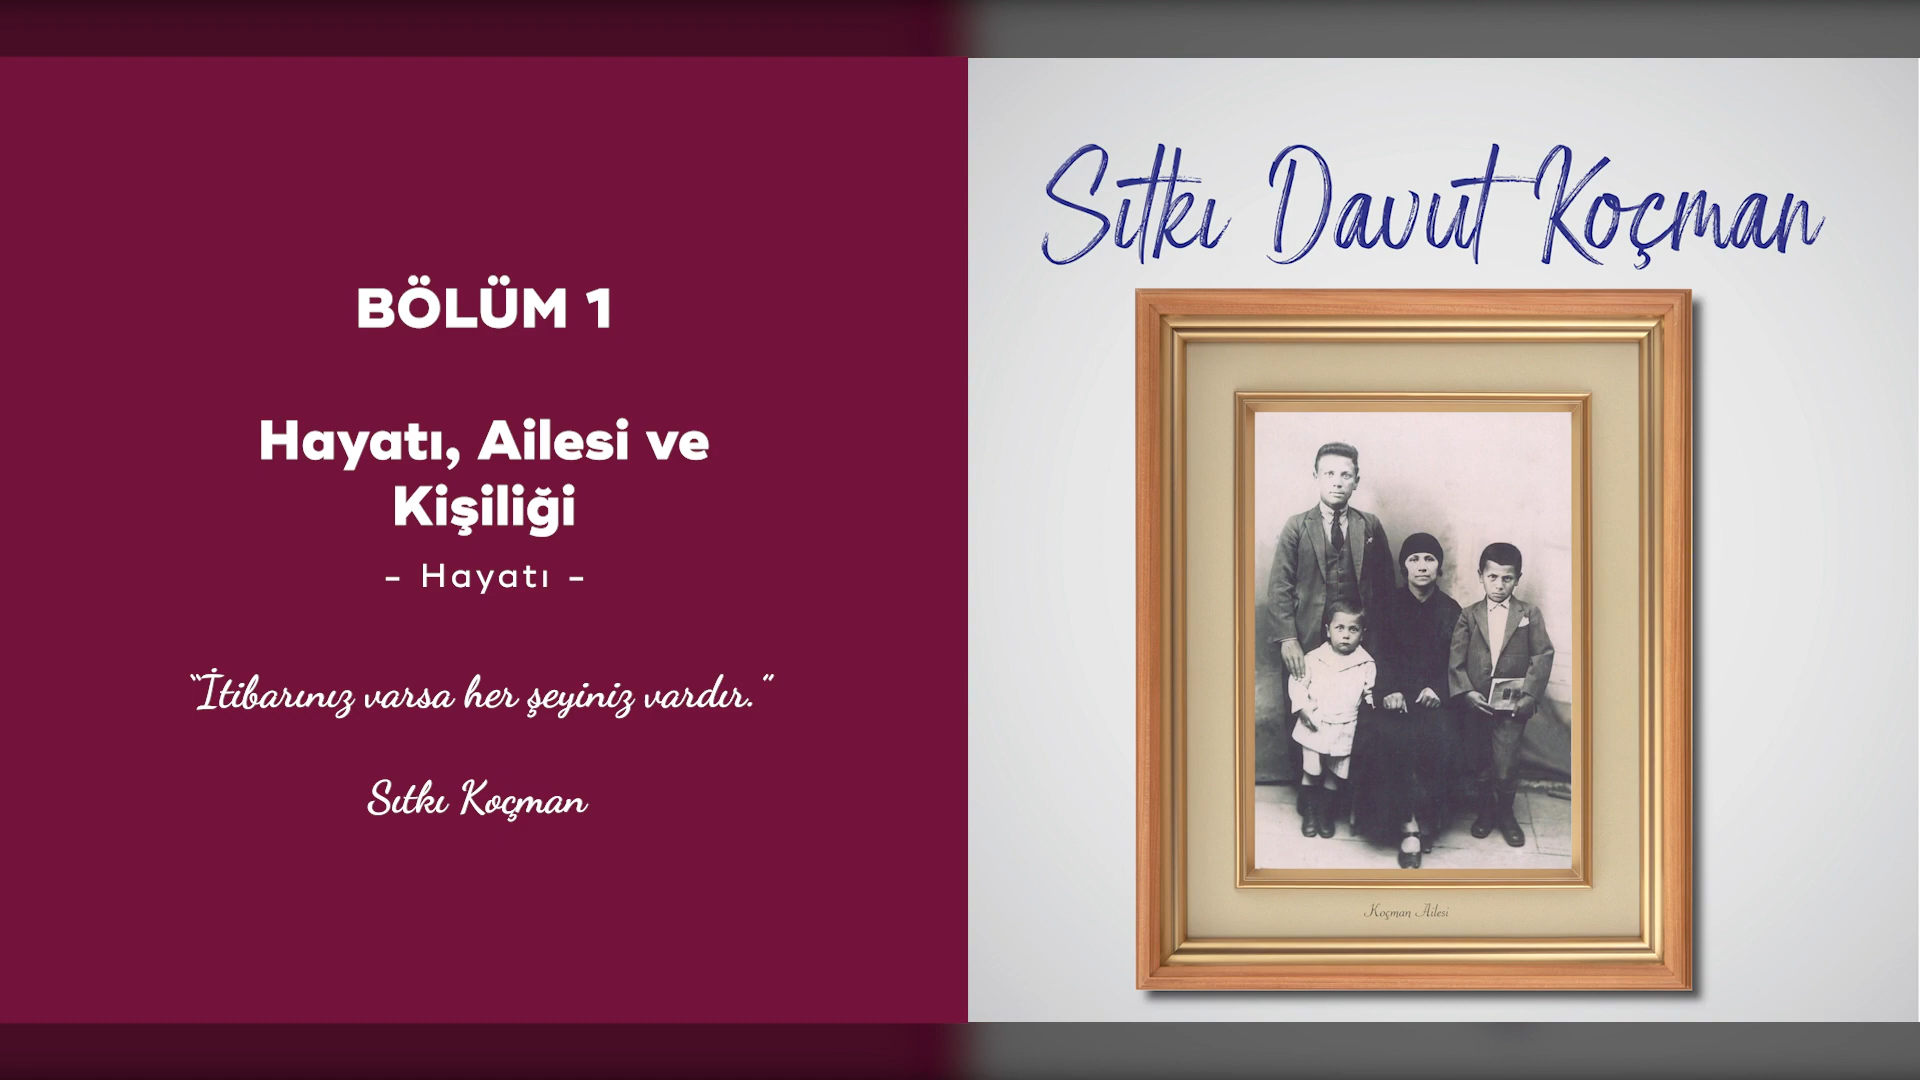 BÖLÜM 1
Hayatı, Ailesi ve
Kişiliği
- Hayatı -
“İtibarınız varsa her şeyiniz vardır.”
Sıtkı Koçman
Sıtkı Davut Koçman
Koçman Ailesi